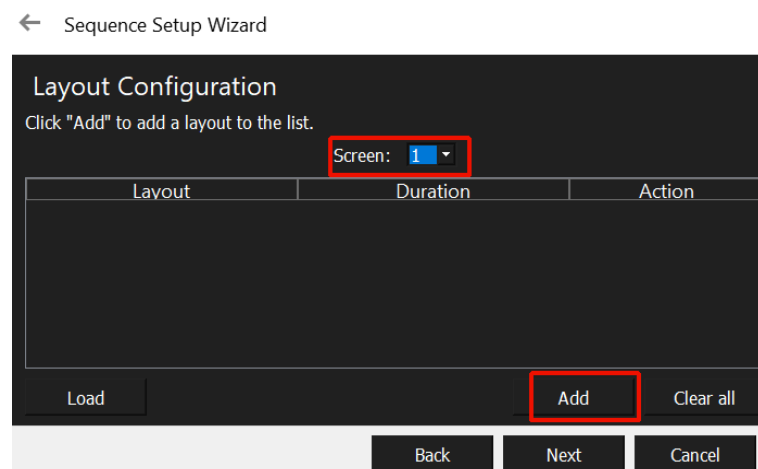 Sequence Setup Wizard
Layout Configuration
Click "Add" to add a layout to the list.
Screen: 1
Layout Duration Action
Load Add Clear all
Back Next Cancel